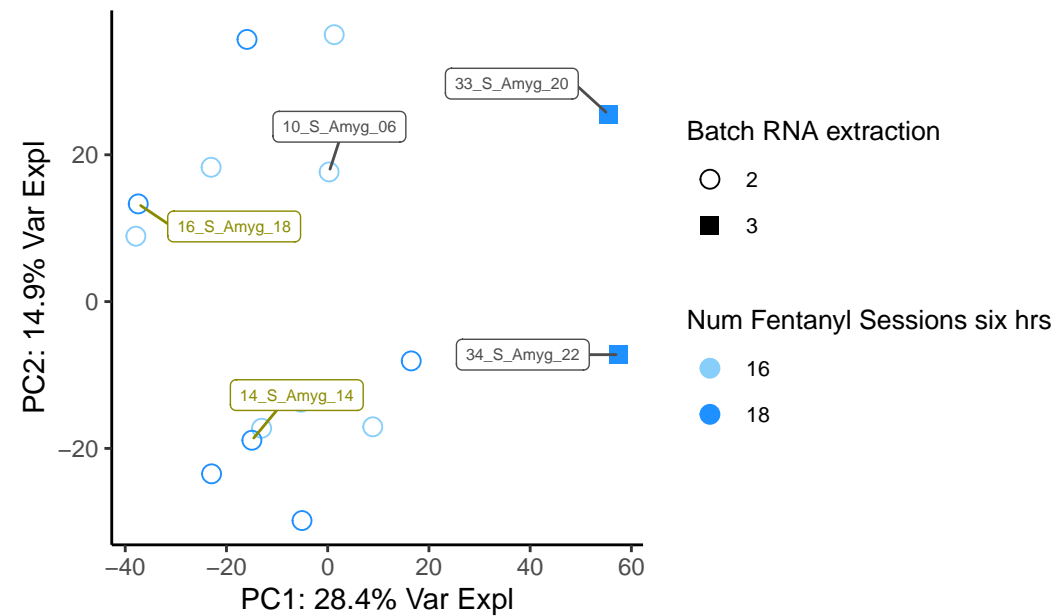 33_S_Amyg_20
10_S_Amyg_06
16_S_Amyg_18
34_S_Amyg_22
14_S_Amyg_14
20
0
−20
−40 −20 0 20 40 60
PC1: 28.4% Var Expl
PC2: 14.9% Var Expl
Batch RNA extraction
2
3
Num Fentanyl Sessions six hrs
16
18